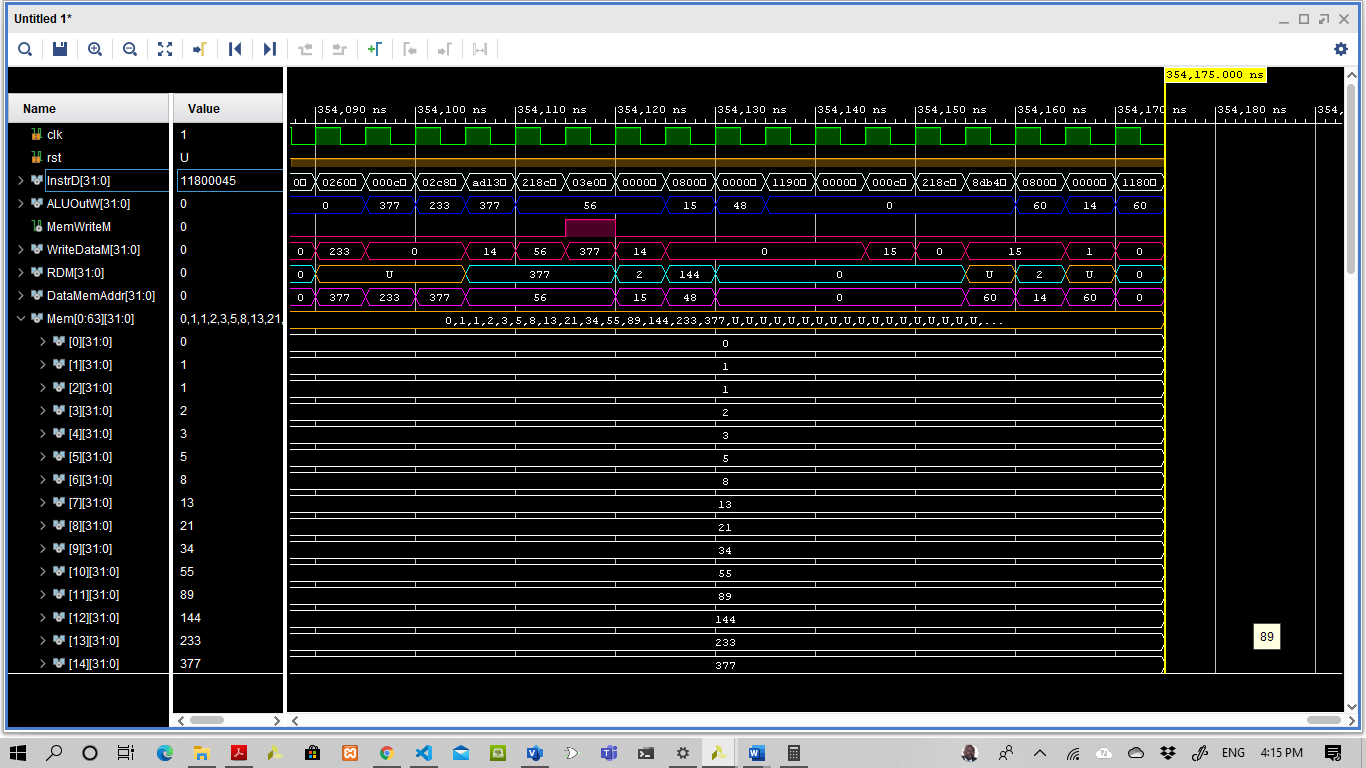 Untitled 1*
354,175.000 ns
Name Value 354,090 ns 354,100 ns 354,110 ns 354,120 ns 354,130 ns 354,140 ns 354,150 ns 354,160 ns 354,170 ns 354,180 ns 354,
clk 1
rst U
InstrD[31:0] 11800045 0260 000c 02c8 ad13 218c 03e0 0000 0800 0000 1190 0000 000c 218c 8db4 0800 0000 1180
ALUOutW[31:0] 0 0 377 233 377 56 15 48 0 60 14 60
MemWriteM 0
WriteDataM[31:0] 0 0 233 0 14 56 377 14 0 15 0 15 1 0
RDM[31:0] 0 0 U 377 2 144 0 U 2 U 0
DataMemAddr[31:0] 0 0 377 233 377 56 15 48 0 60 14 60 0
Mem[0:63][31:0] 0,1,1,2,3,5,8,13,21, 0,1,1,2,3,5,8,13,21,34,55,89,144,233,377,U,U,U,U,U,U,U,U,U,U,U,U,U,U,U,U,U,U,...
[0][31:0] 0 0
[1][31:0] 1 1
[2][31:0] 1 1
[3][31:0] 2 2
[4][31:0] 3 3
[5][31:0] 5 5
[6][31:0] 8 8
[7][31:0] 13 13
[8][31:0] 21 21
[9][31:0] 34 34
[10][31:0] 55 55
[11][31:0] 89 89
[12][31:0] 144 144
[13][31:0] 233 233
89
[14][31:0] 377 377
ENG 4:15 PM